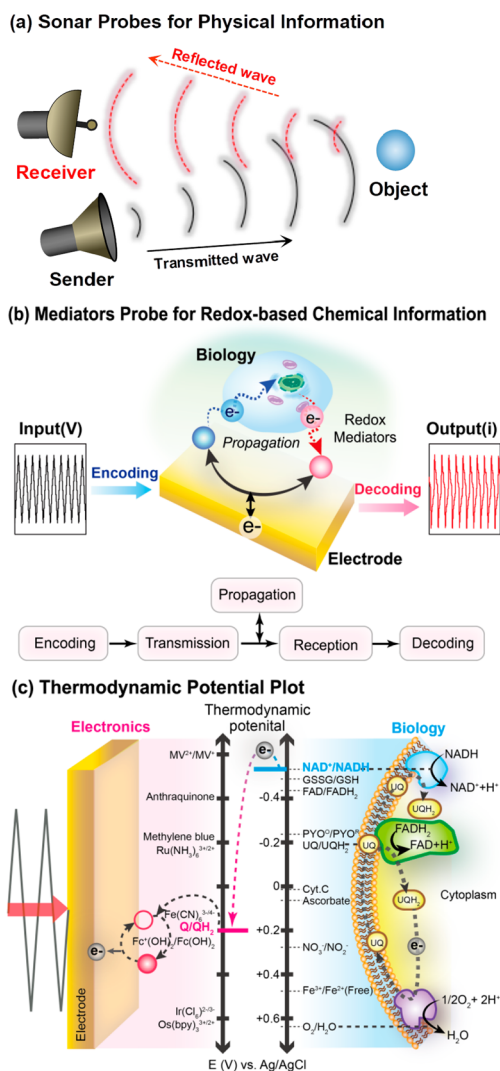 (a) Sonar Probes for Physical Information
Reflected wave
Receiver
Object
Sender
Transmitted wave
(b) Mediators Probe for Redox-based Chemical Information
Biology
e-
e-
Redox
Mediators
Propagation
Input(V)
Output(i)
Encoding
Decoding
e-
Electrode
Propagation
Encoding
Transmission
Reception
Decoding
(c) Thermodynamic Potential Plot
Electronics
Thermodynamic
potenital
Biology
MV²⁺/MV⁺
e-
NAD⁺/NADH
NADH
GSSG/GSH
NAD⁺+H⁺
FAD/FADH₂
UQ
Anthraquinone
-0.4
UQH₂
Methylene blue
-0.2
PYO⁰/PYOᴿ
FADH₂
Ru(NH₃)₆³⁺/²⁺
UQ/UQH₂
UQ
FAD+H⁺
0
Cyt.C
UQH₂
Cytoplasm
Ascorbate
Fe(CN)₆³⁻/⁴⁻
Q/QH₂
+0.2
Fc⁺(OH)₂/Fc(OH)₂
e-
NO₃⁻/NO₂⁻
UQ
e-
+0.4
Fe³⁺/Fe²⁺(Free)
Ir(Cl₆)²⁻/³⁻
+0.6
1/2O₂+ 2H⁺
Os(bpy)₃³⁺/²⁺
O₂/H₂O
H₂O
Electrode
E (V) vs. Ag/AgCl